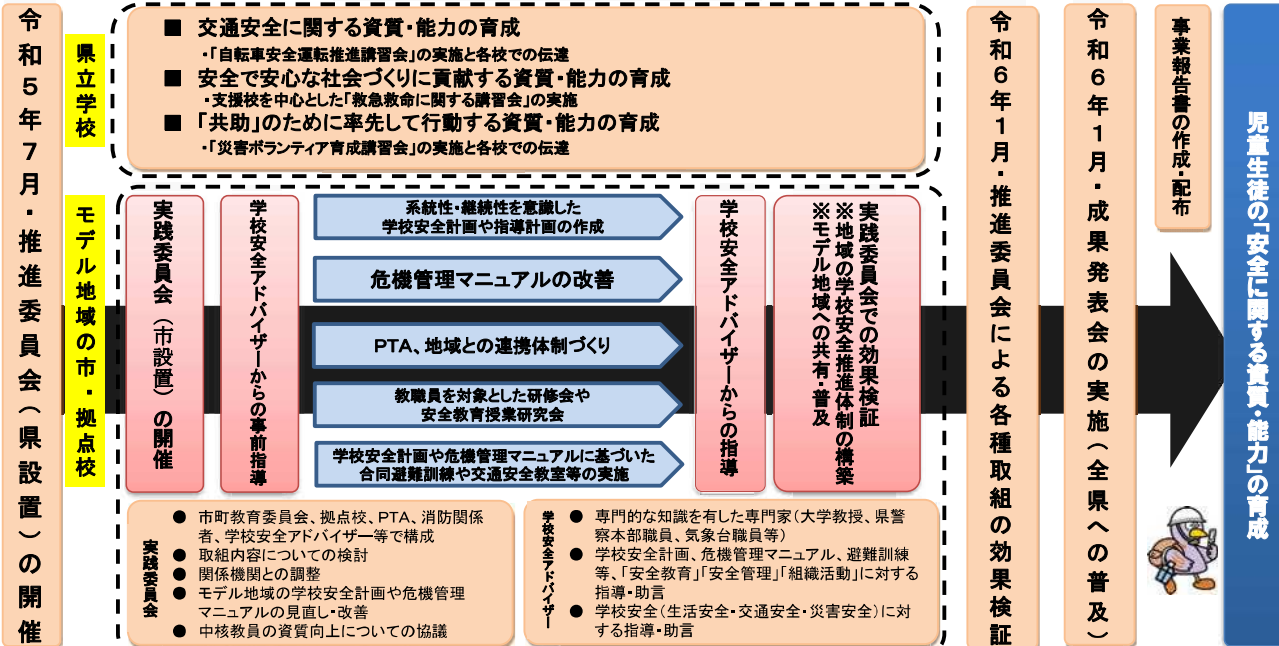 令和５年７月・推進委員会（県設置）の開催
県立学校
■ 交通安全に関する資質・能力の育成
・「自転車安全運転推進講習会」の実施と各校での伝達
■ 安全で安心な社会づくりに貢献する資質・能力の育成
・支援校を中心とした「救急救命に関する講習会」の実施
■ 「共助」のために率先して行動する資質・能力の育成
・「災害ボランティア育成講習会」の実施と各校での伝達
モデル地域の市・拠点校
実践委員会（市設置）の開催
学校安全アドバイザーからの事前指導
系統性・継続性を意識した
学校安全計画や指導計画の作成
危機管理マニュアルの改善
PTA、地域との連携体制づくり
教職員を対象とした研修会や
安全教育授業研究会
学校安全計画や危機管理マニュアルに基づいた
合同避難訓練や交通安全教室等の実施
学校安全アドバイザーからの指導
実践委員会での効果検証
※地域の学校安全推進体制の構築
※モデル地域への共有・普及
実践委員会
● 市町教育委員会、拠点校、PTA、消防関係
者、学校安全アドバイザー等で構成
● 取組内容についての検討
● 関係機関との調整
● モデル地域の学校安全計画や危機管理
マニュアルの見直し・改善
● 中核教員の資質向上についての協議
学校安全アドバイザー
● 専門的な知識を有した専門家（大学教授、県警
察本部職員、気象台職員等）
● 学校安全計画、危機管理マニュアル、避難訓練
等、「安全教育」「安全管理」「組織活動」に対する
指導・助言
● 学校安全（生活安全・交通安全・災害安全）に対
する指導・助言
令和６年１月・推進委員会による各種取組の効果検証
令和６年１月・成果発表会の実施（全県への普及）
事業報告書の作成・配布
児童生徒の「安全に関する資質・能力」の育成